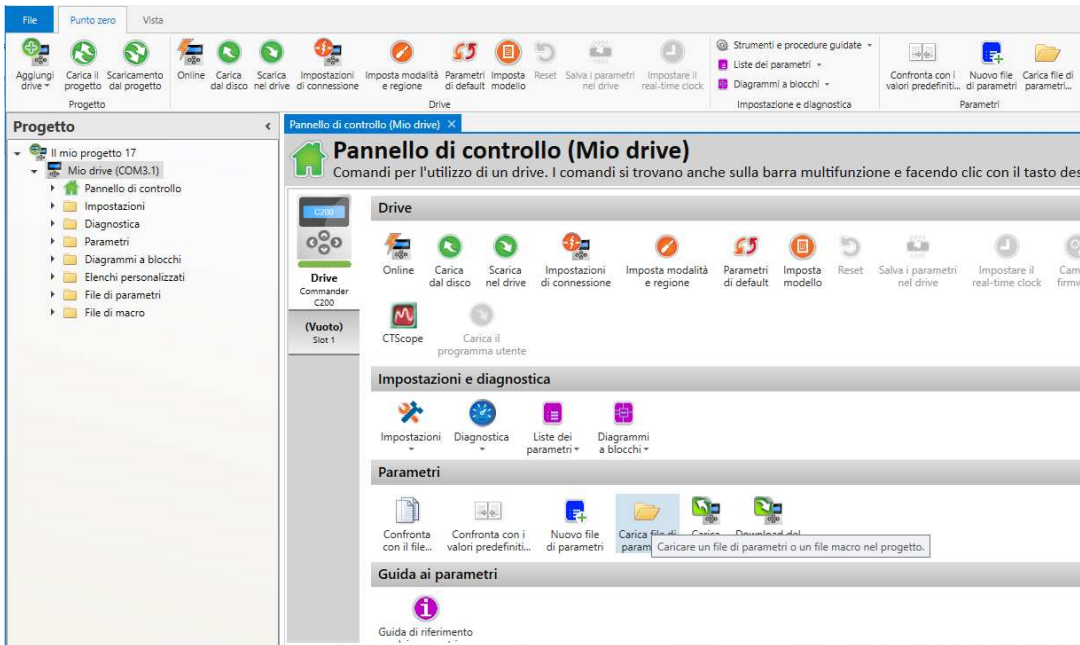 File Punto zero Vista
Aggiungi drive
Carica il progetto
Scaricamento dal progetto
Online
Carica dal disco
Scarica nel drive
Impostazioni di connessione
Imposta modalità e regione
Parametri di default
Imposta modello
Reset
Salva i parametri nel drive
Impostare il real-time clock
Strumenti e procedure guidate
Liste dei parametri
Diagrammi a blocchi
Confronta con i valori predefiniti...
Nuovo file di parametri
Carica file di parametri...
Progetto
Drive
Impostazione e diagnostica
Parametri
Progetto
Il mio progetto 17
Mio drive (COM3.1)
Pannello di controllo
Impostazioni
Diagnostica
Parametri
Diagrammi a blocchi
Elenchi personalizzati
File di parametri
File di macro
Pannello di controllo (Mio drive)
Pannello di controllo (Mio drive)
Comandi per l'utilizzo di un drive. I comandi si trovano anche sulla barra multifunzione e facendo clic con il tasto des
C200
Drive
Commander
C200
(Vuoto)
Slot 1
Drive
Online
Carica dal disco
Scarica nel drive
Impostazioni di connessione
Imposta modalità e regione
Parametri di default
Imposta modello
Reset
Salva i parametri nel drive
Impostare il real-time clock
Cam
firmw
CTScope
Carica il programma utente
Impostazioni e diagnostica
Impostazioni
Diagnostica
Liste dei parametri
Diagrammi a blocchi
Parametri
Confronta con il file...
Confronta con i valori predefiniti...
Nuovo file di parametri
Carica file di
param
Carica
Download del
Caricare un file di parametri o un file macro nel progetto.
Guida ai parametri
Guida di riferimento